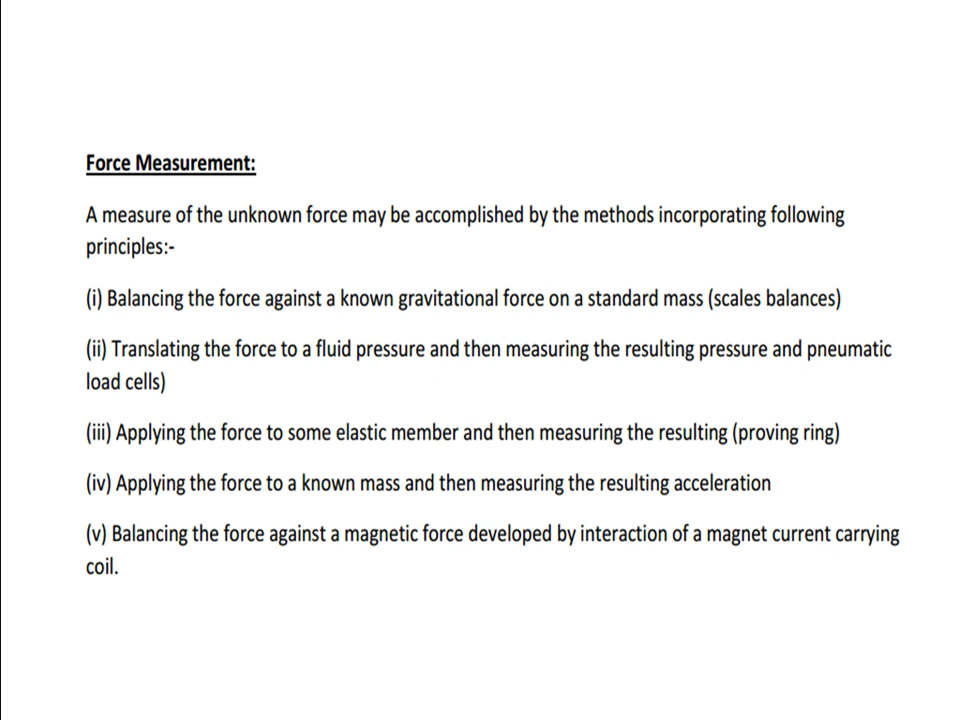 Force Measurement:
A measure of the unknown force may be accomplished by the methods incorporating following
principles:-
(i) Balancing the force against a known gravitational force on a standard mass (scales balances)
(ii) Translating the force to a fluid pressure and then measuring the resulting pressure and pneumatic
load cells)
(iii) Applying the force to some elastic member and then measuring the resulting (proving ring)
(iv) Applying the force to a known mass and then measuring the resulting acceleration
(v) Balancing the force against a magnetic force developed by interaction of a magnet current carrying
coil.